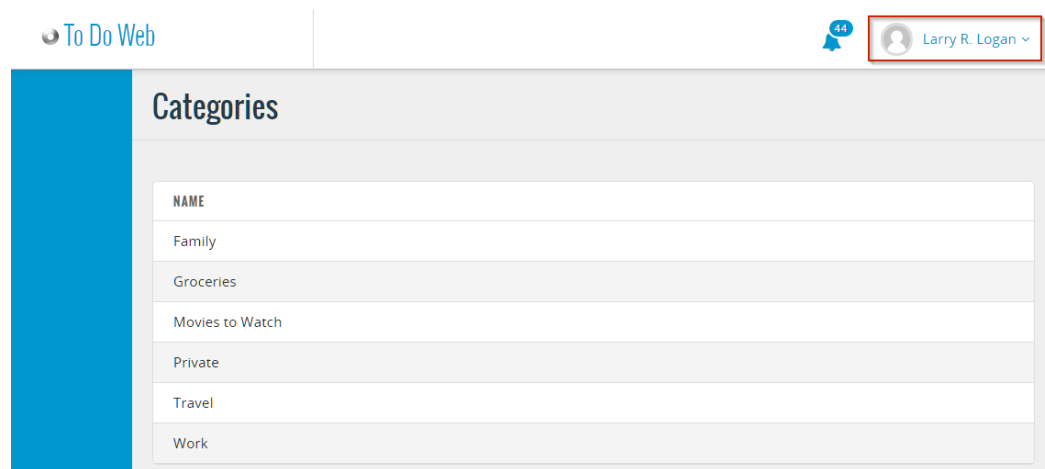 To Do Web
44
Larry R. Logan
Categories
NAME
Family
Groceries
Movies to Watch
Private
Travel
Work